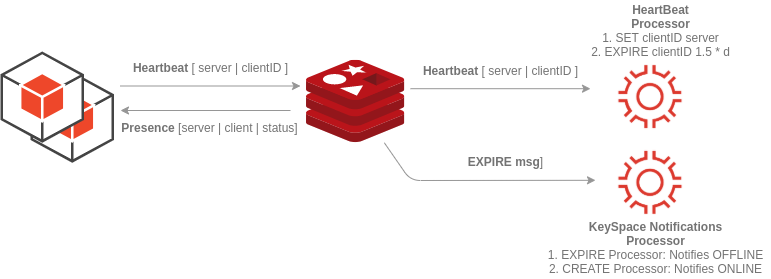 HeartBeat
Processor
1. SET clientID server
2. EXPIRE clientID 1.5 * d
Heartbeat [ server | clientID ]
Heartbeat [ server | clientID ]
Presence [server | client | status]
EXPIRE msg]
KeySpace Notifications
Processor
1. EXPIRE Processor: Notifies OFFLINE
2. CREATE Processor: Notifies ONLINE